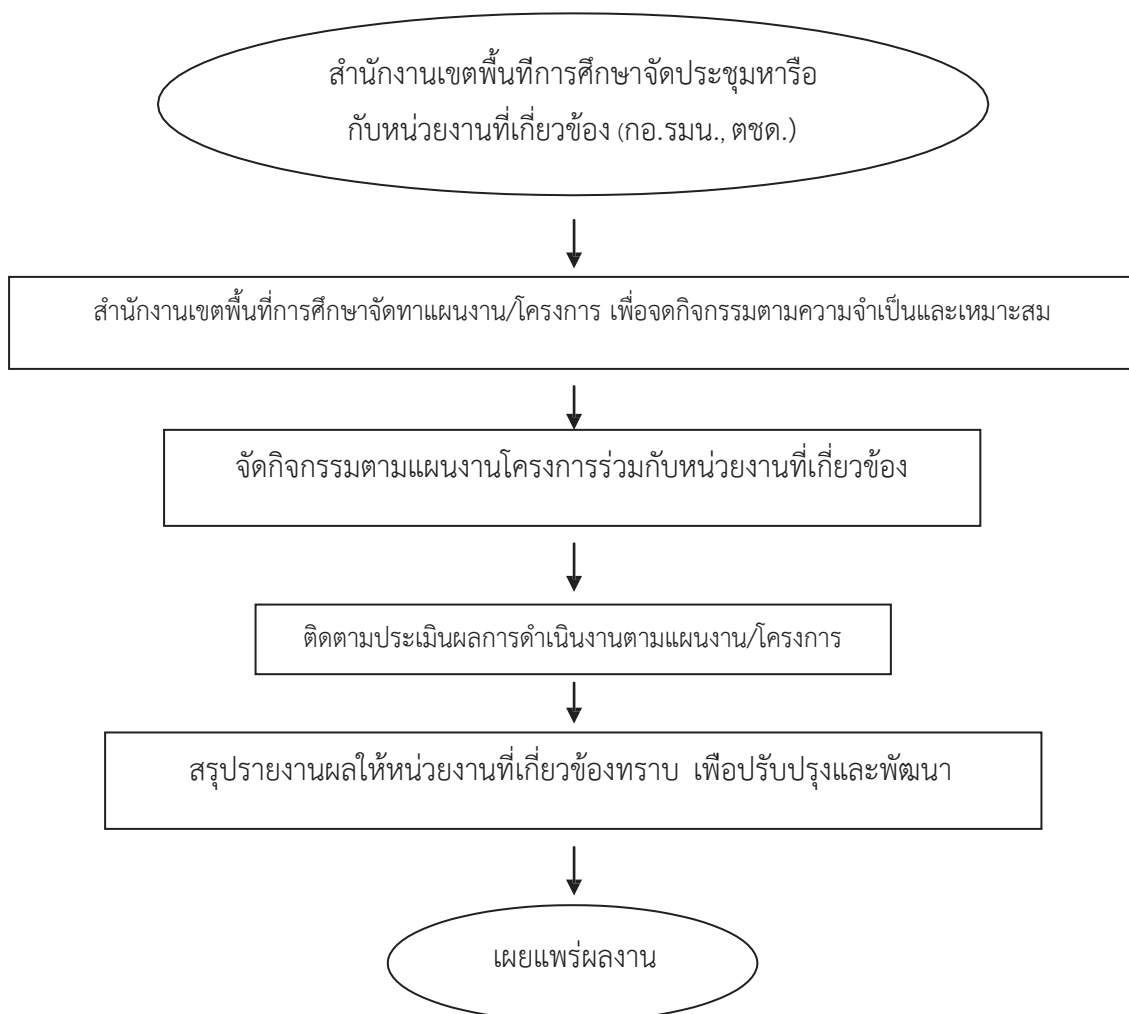 สำนักงานเขตพื้นทีการศึกษาจัดประชุมหารือ
กับหน่วยงานที่เกี่ยวข้อง (กอ.รมน., ตชด.)
สำนักงานเขตพื้นที่การศึกษาจัดทาแผนงาน/โครงการ เพื่อจดกิจกรรมตามความจำเป็นและเหมาะสม
จัดกิจกรรมตามแผนงานโครงการร่วมกับหน่วยงานที่เกี่ยวข้อง
ติดตามประเมินผลการดำเนินงานตามแผนงาน/โครงการ
สรุปรายงานผลให้หน่วยงานที่เกี่ยวข้องทราบ เพือปรับปรุงและพัฒนา
เผยแพร่ผลงาน